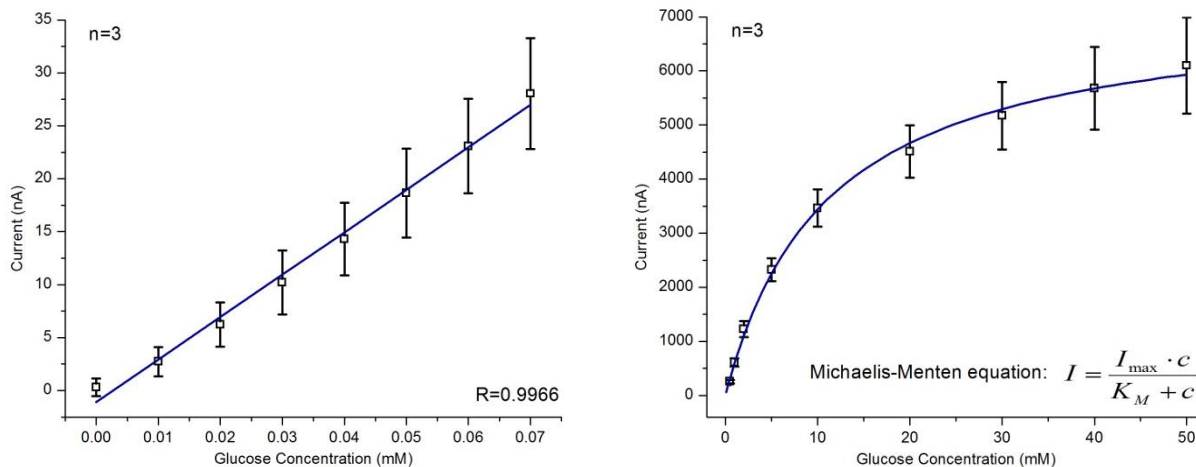 n=3
35
30
25
20
15
10
5
0
Current (nA)
R=0.9966
0.00 0.01 0.02 0.03 0.04 0.05 0.06 0.07
Glucose Concentration (mM)
n=3
7000
6000
5000
4000
3000
2000
1000
0
Current (nA)
Michaelis-Menten equation: I = I_max · c / K_M + c
0 10 20 30 40 50
Glucose Concentration (mM)